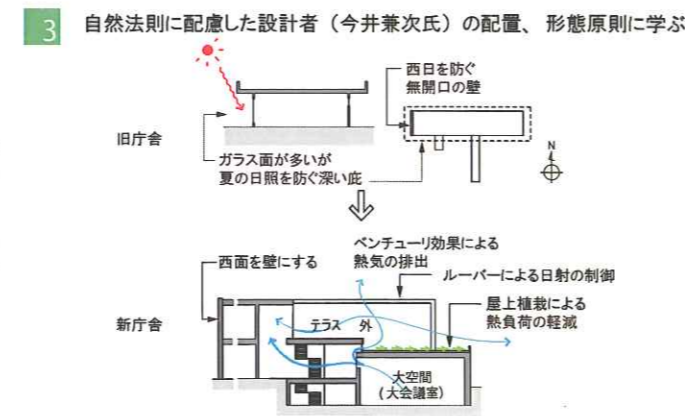 3 自然法則に配慮した設計者（今井兼次氏）の配置、形態原則に学ぶ
西日を防ぐ
無開口の壁
旧庁舎
ガラス面が多いが
夏の日照を防ぐ深い庇
N
ベンチューリ効果による
熱気の排出
西面を壁にする
ルーバーによる日射の制御
屋上植栽による
熱負荷の軽減
新庁舎
テラス 外
大空間
(大会議室)